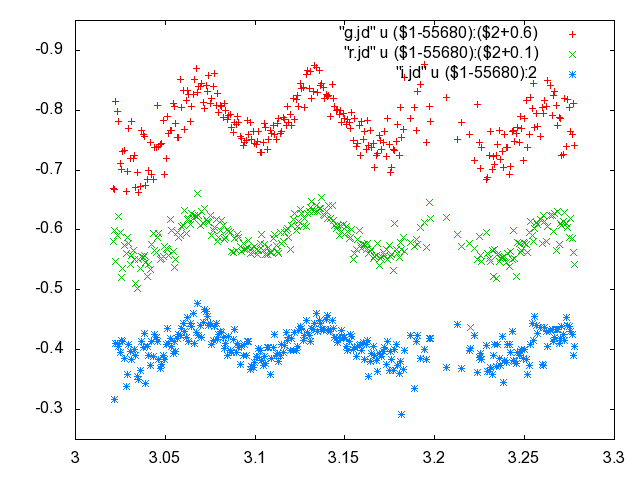 "g.jd" u ($1-55680):($2+0.6)
"r.jd" u ($1-55680):($2+0.1)
"i.jd" u ($1-55680):2
-0.9
-0.8
-0.7
-0.6
-0.5
-0.4
-0.3
3 3.05 3.1 3.15 3.2 3.25 3.3